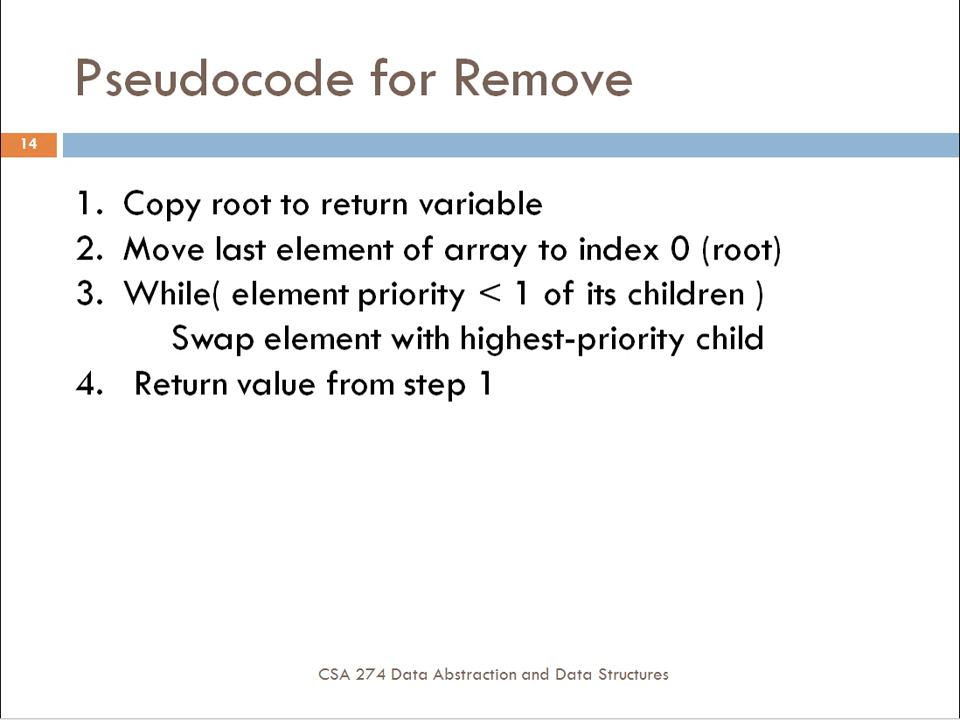 Pseudocode for Remove
14
1. Copy root to return variable
2. Move last element of array to index 0 (root)
3. While( element priority < 1 of its children )
Swap element with highest-priority child
4. Return value from step 1
CSA 274 Data Abstraction and Data Structures